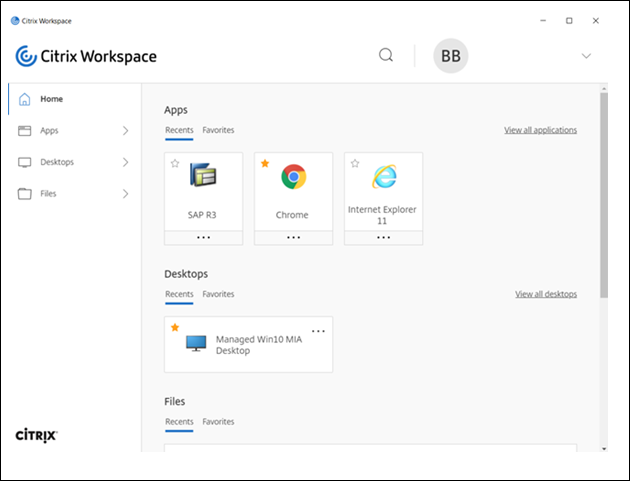 Citrix Workspace
Citrix Workspace
BB
Home
Apps
Desktops
Files
Apps
Recents Favorites View all applications
SAP R3
Chrome
Internet Explorer
11
Desktops
Recents Favorites View all desktops
Managed Win10 MIA
Desktop
Files
Recents Favorites
CITRIX